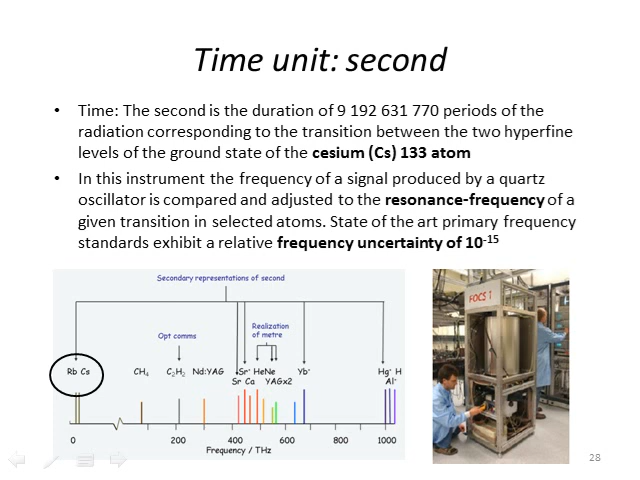 Time unit: second
• Time: The second is the duration of 9 192 631 770 periods of the
radiation corresponding to the transition between the two hyperfine
levels of the ground state of the cesium (Cs) 133 atom
• In this instrument the frequency of a signal produced by a quartz
oscillator is compared and adjusted to the resonance-frequency of a
given transition in selected atoms. State of the art primary frequency
standards exhibit a relative frequency uncertainty of 10⁻¹⁵
Secondary representations of second
Opt comms
Realization
of metre
Rb Cs CH₄ C₂H₂ Nd:YAG Sr⁺ HeNe Yb⁺ Hg⁺ H
Sr Ca YAGx2 Al⁺
0 200 400 600 800 1000
Frequency / THz
FOCS 1
28